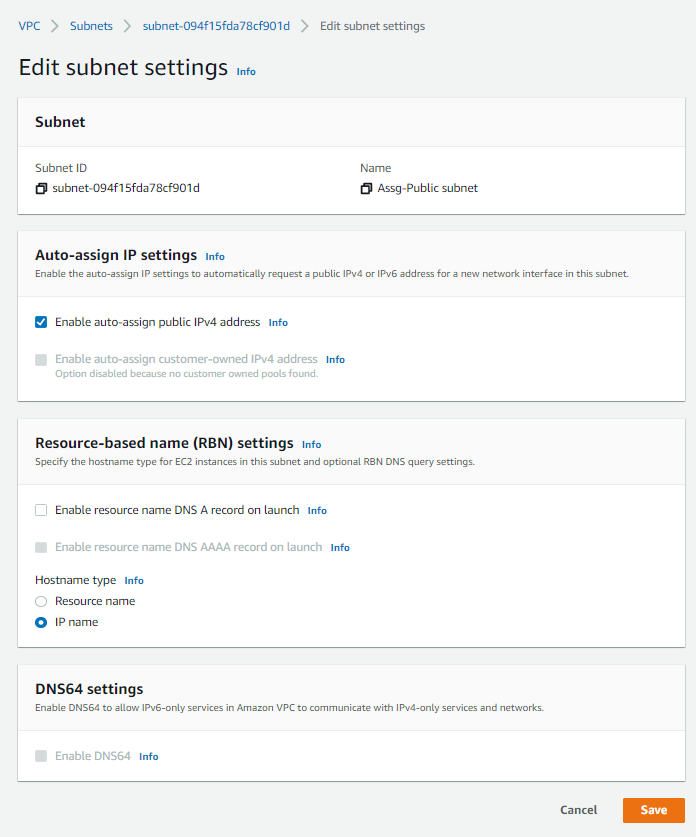 VPC > Subnets > subnet-094f15fda78cf901d > Edit subnet settings
Edit subnet settings Info
Subnet
Subnet ID Name
subnet-094f15fda78cf901d Assg-Public subnet
Auto-assign IP settings Info
Enable the auto-assign IP settings to automatically request a public IPv4 or IPv6 address for a new network interface in this subnet.
Enable auto-assign public IPv4 address Info
Enable auto-assign customer-owned IPv4 address Info
Option disabled because no customer owned pools found.
Resource-based name (RBN) settings Info
Specify the hostname type for EC2 instances in this subnet and optional RBN DNS query settings.
Enable resource name DNS A record on launch Info
Enable resource name DNS AAAA record on launch Info
Hostname type Info
Resource name
IP name
DNS64 settings
Enable DNS64 to allow IPv6-only services in Amazon VPC to communicate with IPv4-only services and networks.
Enable DNS64 Info
Cancel Save